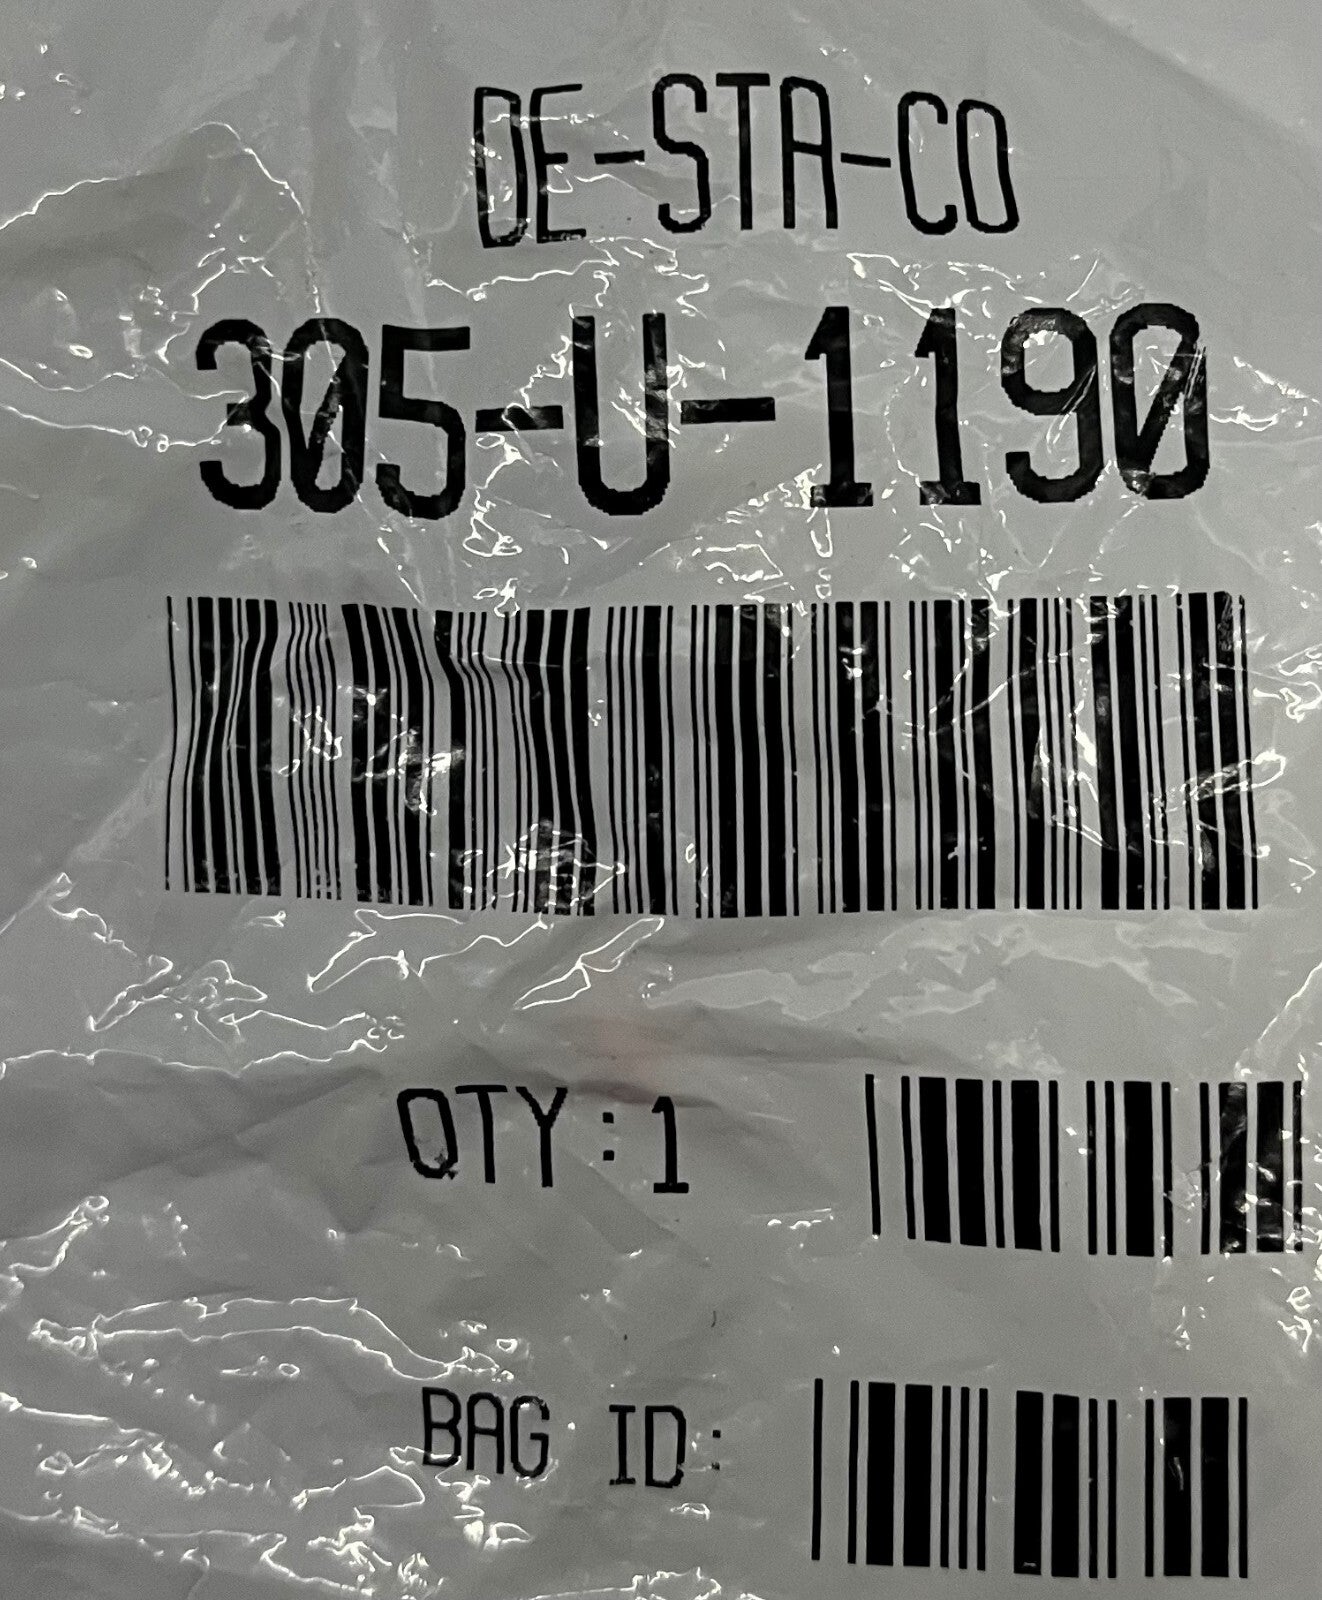 DE-STA-CO
305-U-1190
QTY:1
BAG ID: